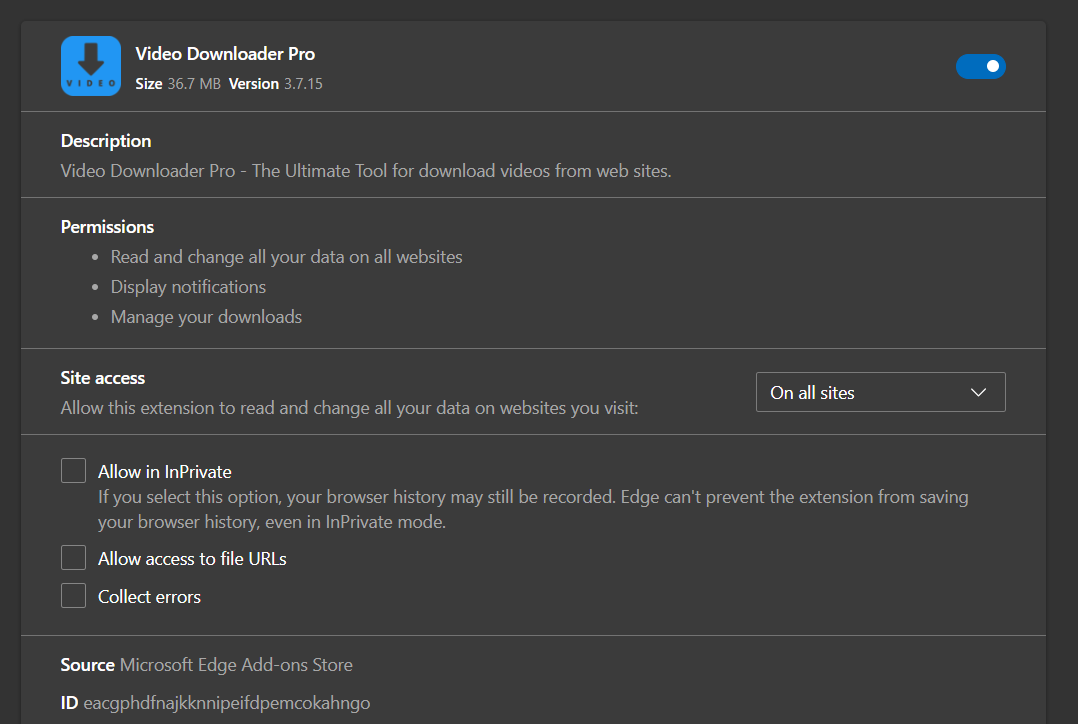 VIDEO
Video Downloader Pro
Size 36.7 MB Version 3.7.15
Description
Video Downloader Pro - The Ultimate Tool for download videos from web sites.
Permissions
• Read and change all your data on all websites
• Display notifications
• Manage your downloads
Site access
Allow this extension to read and change all your data on websites you visit:
On all sites
Allow in InPrivate
If you select this option, your browser history may still be recorded. Edge can't prevent the extension from saving
your browser history, even in InPrivate mode.
Allow access to file URLs
Collect errors
Source Microsoft Edge Add-ons Store
ID eacgphdfnajkknnipeifdpemcokahngo